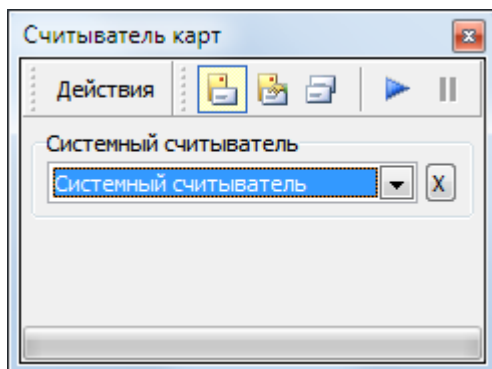 Считыватель карт
Действия
Системный считыватель
Системный считыватель
X